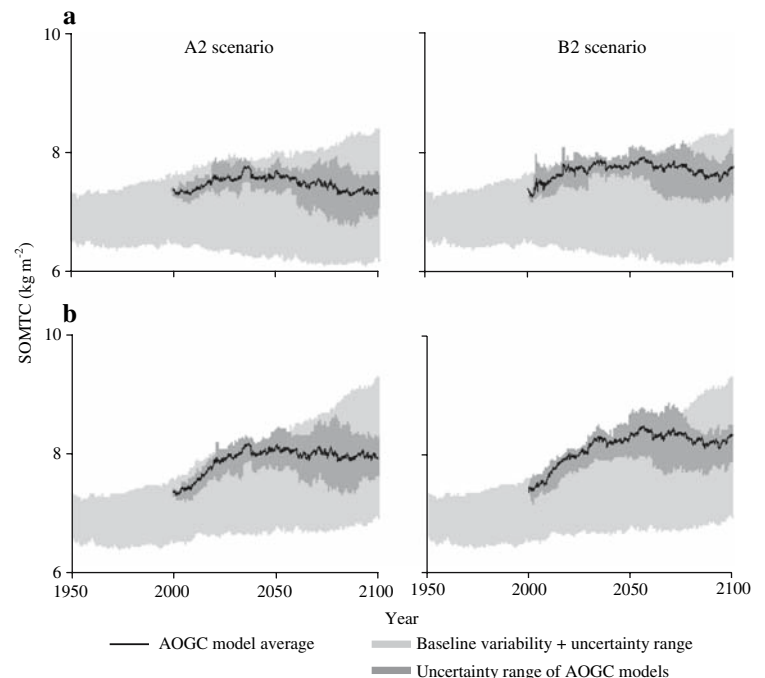 a
A2 scenario
B2 scenario
10
8
6
SOMTC (kg m-2)
b
10
8
6
1950 2000 2050 2100
1950 2000 2050 2100
Year
AOGC model average
Baseline variability + uncertainty range
Uncertainty range of AOGC models